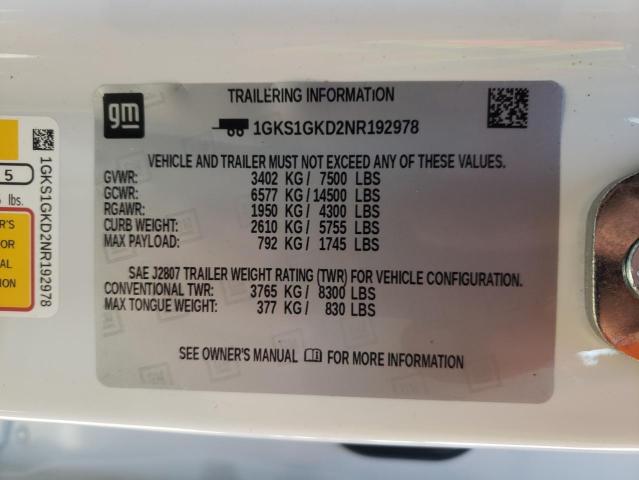 gm
TRAILERING INFORMATION
1GKS1GKD2NR192978
VEHICLE AND TRAILER MUST NOT EXCEED ANY OF THESE VALUES.
GVWR: 3402 KG / 7500 LBS
GCWR: 6577 KG / 14500 LBS
RGAWR: 1950 KG / 4300 LBS
CURB WEIGHT: 2610 KG / 5755 LBS
MAX PAYLOAD: 792 KG / 1745 LBS
SAE J2807 TRAILER WEIGHT RATING (TWR) FOR VEHICLE CONFIGURATION.
CONVENTIONAL TWR: 3765 KG / 8300 LBS
MAX TONGUE WEIGHT: 377 KG / 830 LBS
SEE OWNER'S MANUAL FOR MORE INFORMATION
5
lbs.
1GKS1GKD2NR192978